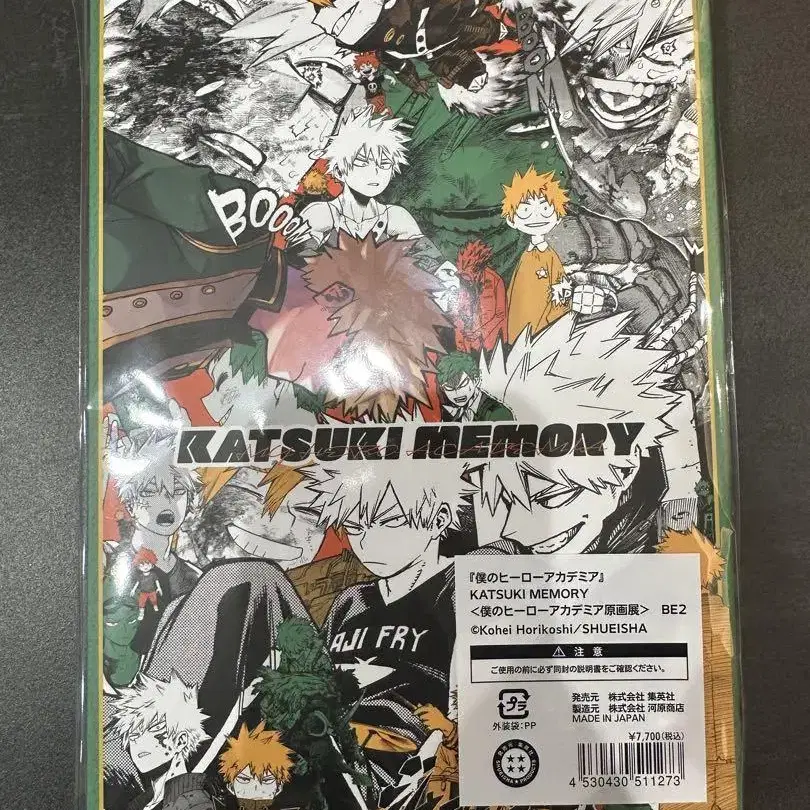 BOOM
BOOOM
KATSUKI MEMORY
AJI FRY
『僕のヒーローアカデミア』
KATSUKI MEMORY
<僕のヒーローアカデミア原画展> BE2
©Kohei Horikoshi/SHUEISHA
⚠ 注 意
ご使用の前に必ず同封の説明書をご確認ください。
プラ
外装袋:PP
発売元 株式会社 集英社
製造元 株式会社 河原商店
MADE IN JAPAN
¥7,700(税込)
4 530430 511273